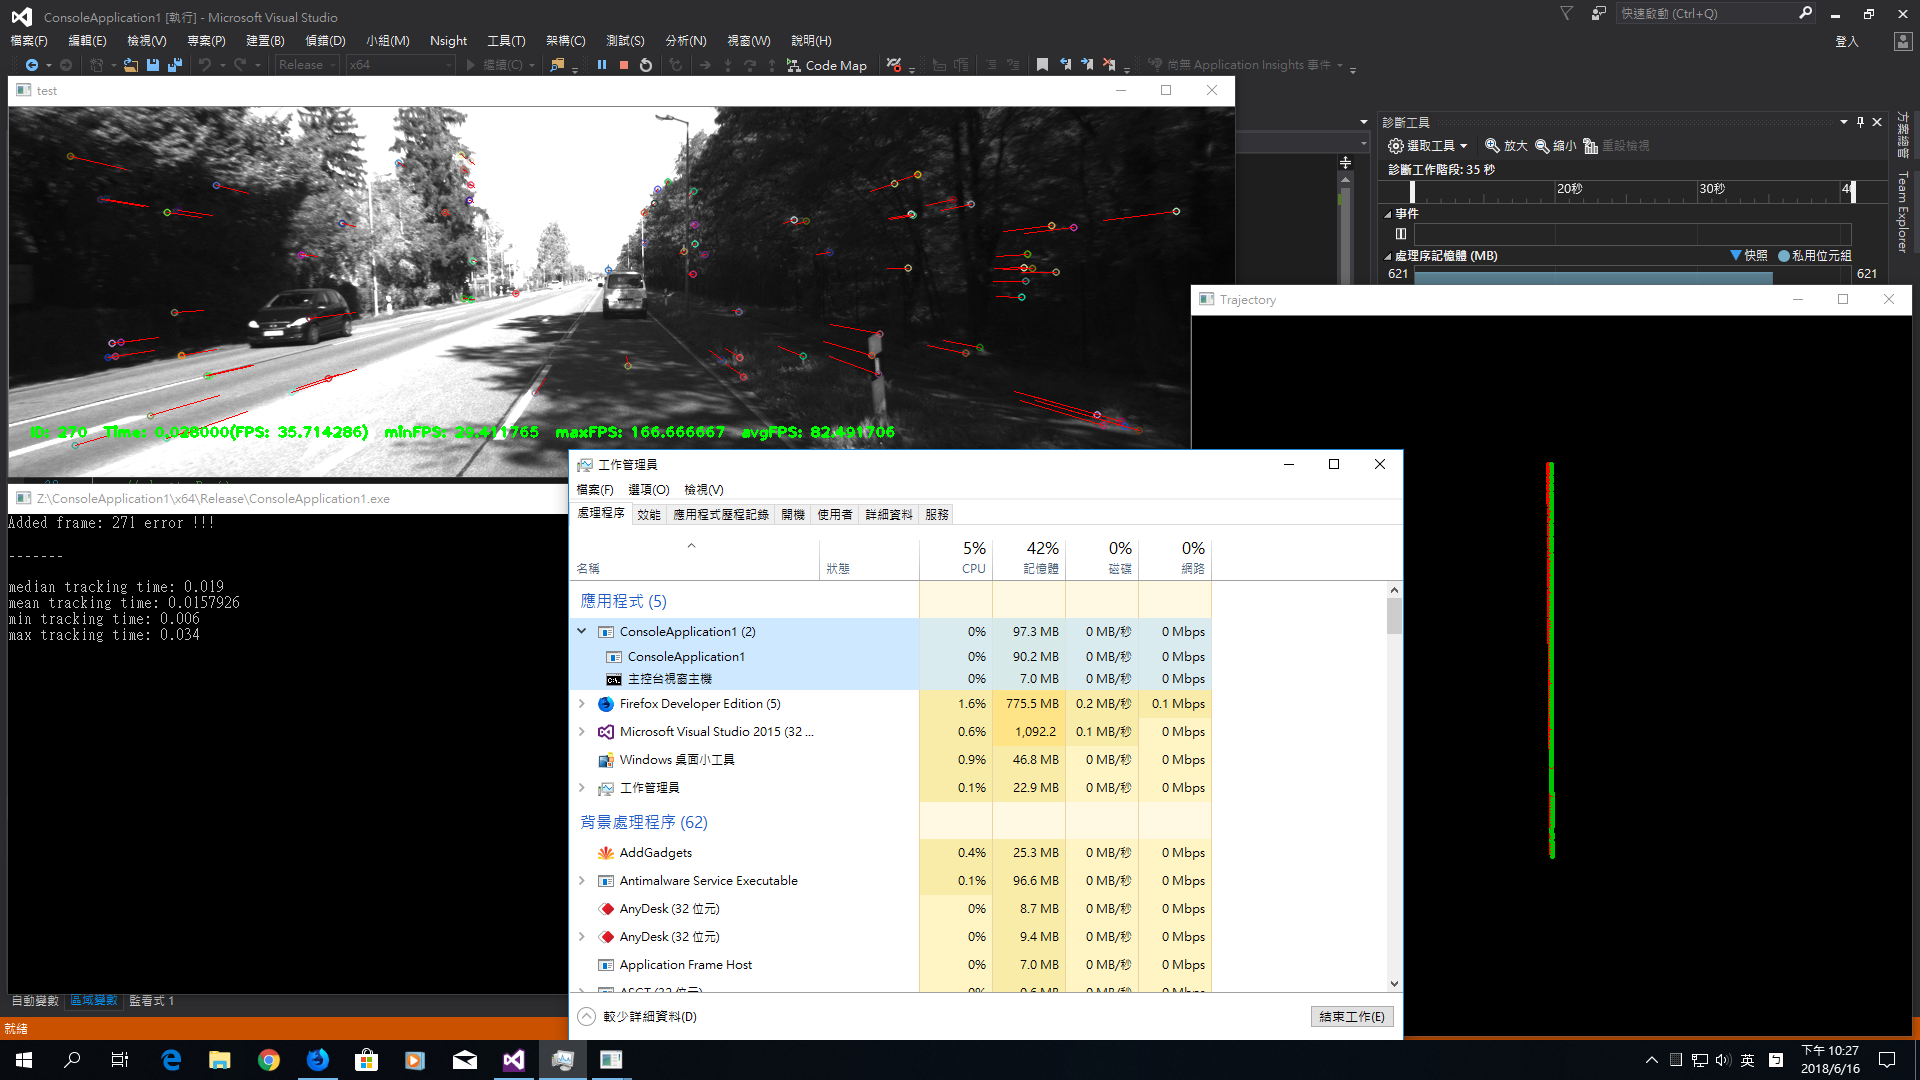 ConsoleApplication1 [執行] - Microsoft Visual Studio
快速啟動 (Ctrl+Q)
檔案(F) 編輯(E) 檢視(V) 專案(P) 建置(B) 偵錯(D) 小組(M) Nsight 工具(T) 架構(C) 測試(S) 分析(N) 視窗(W) 說明(H)
登入
Release x64 繼續(C) Code Map 尚無 Application Insights 事件
test
ID: 270 Time: 0.028000(FPS: 35.714286) minFPS: 29.411765 maxFPS: 166.666667 avgFPS: 82.491706
診斷工具
選取工具 放大 縮小 重設檢視
診斷工作階段: 35 秒
20秒 30秒
事件
處理序記憶體 (MB) 快照 私用位元組
621 621
方案總管
Team Explorer
Trajectory
Z:\ConsoleApplication1\x64\Release\ConsoleApplication1.exe
Added frame: 271 error !!!
-------
median tracking time: 0.019
mean tracking time: 0.0157926
min tracking time: 0.006
max tracking time: 0.034
工作管理員
檔案(F) 選項(O) 檢視(V)
處理程序 效能 應用程式歷程記錄 開機 使用者 詳細資料 服務
5% 42% 0% 0%
名稱 狀態 CPU 記憶體 磁碟 網路
應用程式 (5)
ConsoleApplication1 (2) 0% 97.3 MB 0 MB/秒 0 Mbps
ConsoleApplication1 0% 90.2 MB 0 MB/秒 0 Mbps
主控台視窗主機 0% 7.0 MB 0 MB/秒 0 Mbps
Firefox Developer Edition (5) 1.6% 775.5 MB 0.2 MB/秒 0.1 Mbps
Microsoft Visual Studio 2015 (32 ... 0.6% 1,092.2 0.1 MB/秒 0 Mbps
Windows 桌面小工具 0.9% 46.8 MB 0 MB/秒 0 Mbps
工作管理員 0.1% 22.9 MB 0 MB/秒 0 Mbps
背景處理程序 (62)
AddGadgets 0.4% 25.3 MB 0 MB/秒 0 Mbps
Antimalware Service Executable 0.1% 96.6 MB 0 MB/秒 0 Mbps
AnyDesk (32 位元) 0% 8.7 MB 0 MB/秒 0 Mbps
AnyDesk (32 位元) 0% 9.4 MB 0 MB/秒 0 Mbps
Application Frame Host 0% 7.0 MB 0 MB/秒 0 Mbps
較少詳細資料(D)
結束工作(E)
自動變數 區域變數 監看式 1
就緒
英
下午 10:27
2018/6/16